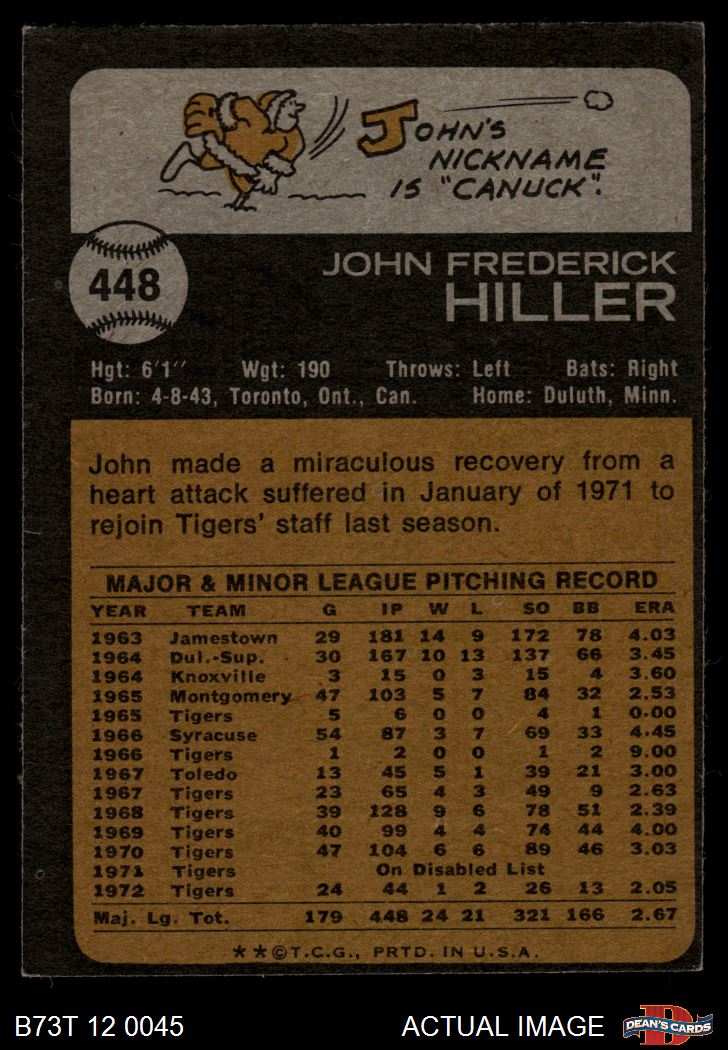 JOHN'S
NICKNAME
IS "CANUCK".
448
JOHN FREDERICK
HILLER
Hgt: 6'1" Wgt: 190 Throws: Left Bats: Right
Born: 4-8-43, Toronto, Ont., Can. Home: Duluth, Minn.
John made a miraculous recovery from a
heart attack suffered in January of 1971 to
rejoin Tigers' staff last season.
MAJOR & MINOR LEAGUE PITCHING RECORD
YEAR TEAM G IP W L SO BB ERA
1963 Jamestown 29 181 14 9 172 78 4.03
1964 Dul.-Sup. 30 167 10 13 137 66 3.45
1964 Knoxville 3 15 0 3 15 4 3.60
1965 Montgomery 47 103 5 7 84 32 2.53
1965 Tigers 5 6 0 0 4 1 0.00
1966 Syracuse 54 87 3 7 69 33 4.45
1966 Tigers 1 2 0 0 1 2 9.00
1967 Toledo 13 45 5 1 39 21 3.00
1967 Tigers 23 65 4 3 49 9 2.63
1968 Tigers 39 128 9 6 78 51 2.39
1969 Tigers 40 99 4 4 74 44 4.00
1970 Tigers 47 104 6 6 89 46 3.03
1971 Tigers On Disabled List
1972 Tigers 24 44 1 2 26 13 2.05
Maj. Lg. Tot. 179 448 24 21 321 166 2.67
**©T.C.G., PRTD. IN U.S.A.
B73T 12 0045 ACTUAL IMAGE
D
DEAN'S CARDS